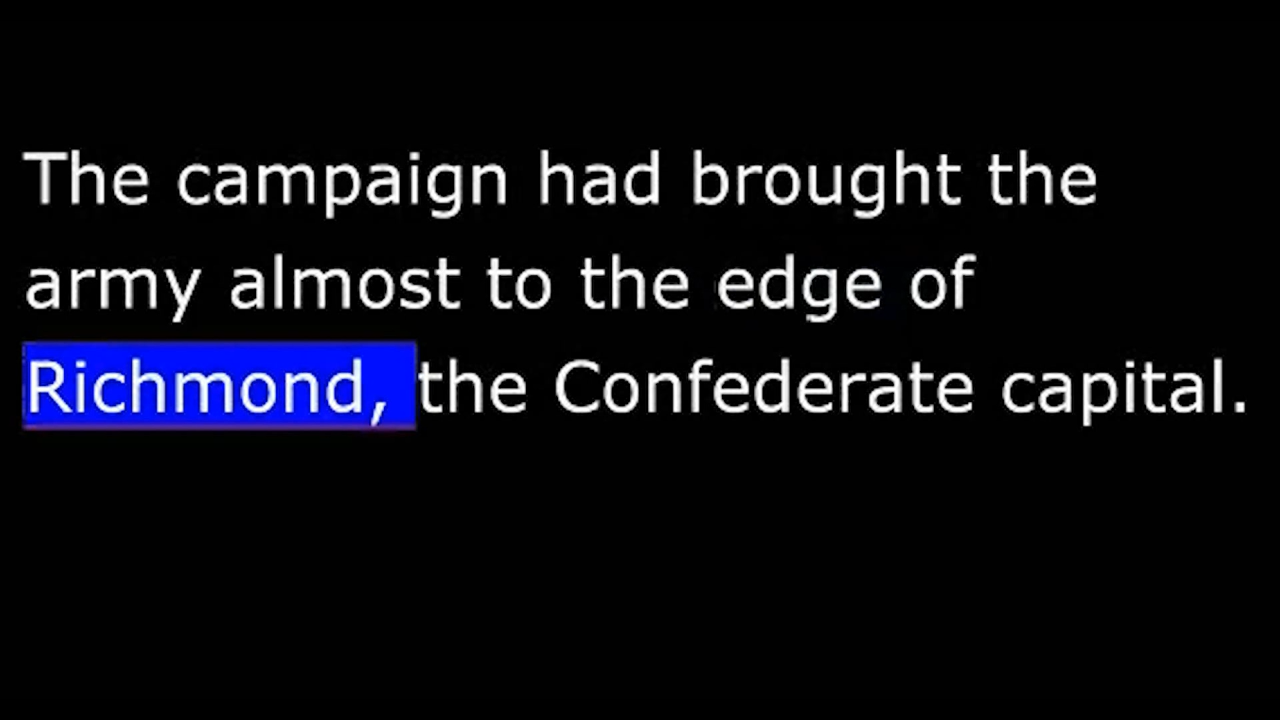 The campaign had brought the
army almost to the edge of
Richmond, the Confederate capital.